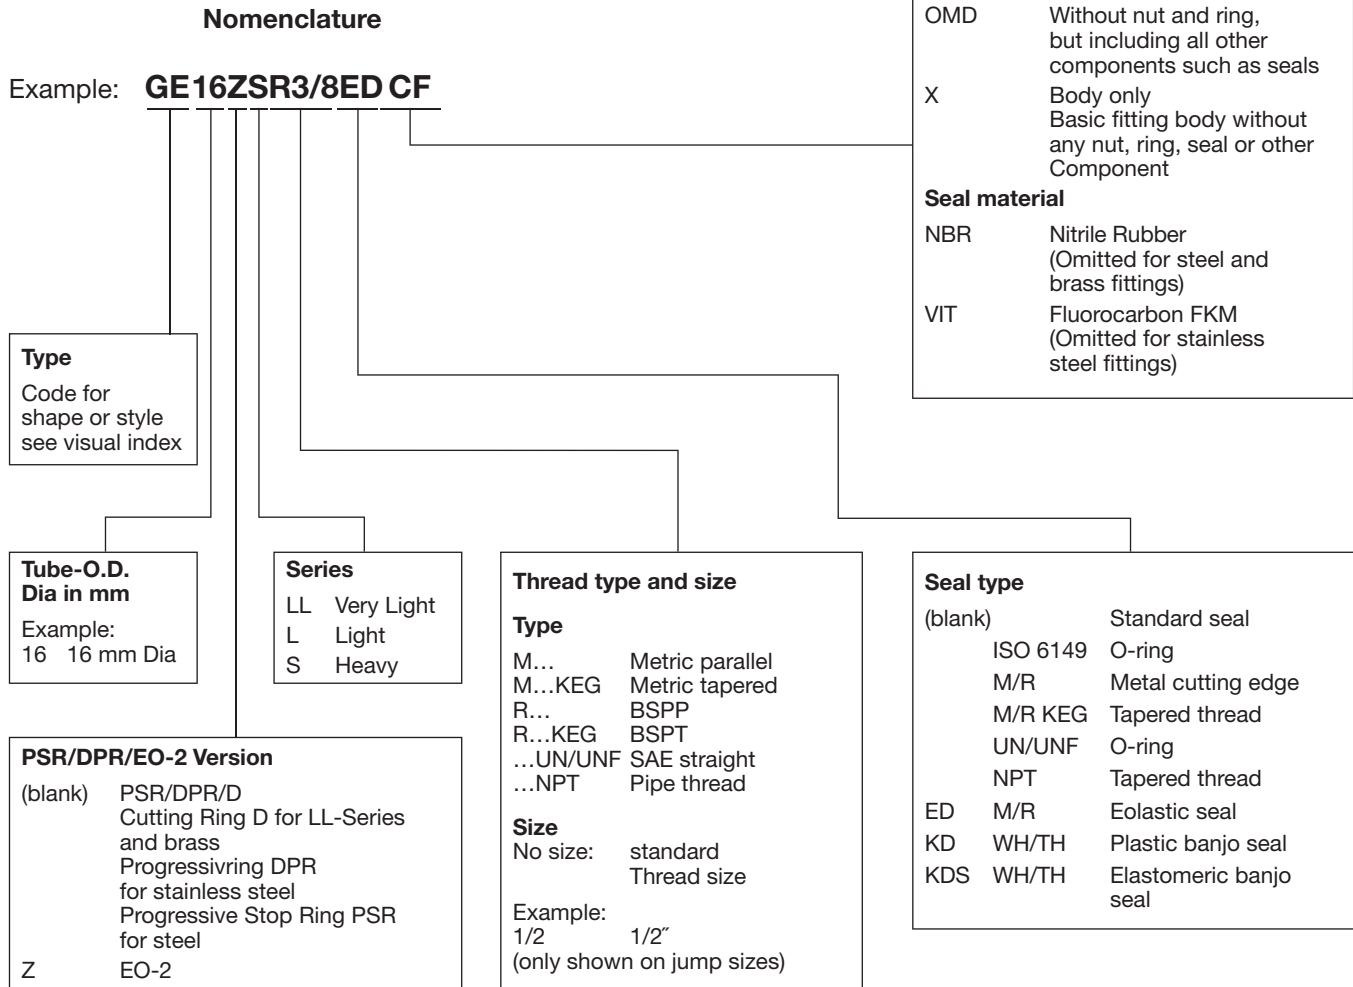 Nomenclature
Example: GE16ZSR3/8ED CF
OMD Without nut and ring,
but including all other
components such as seals
X Body only
Basic fitting body without
any nut, ring, seal or other
Component
Seal material
NBR Nitrile Rubber
(Omitted for steel and
brass fittings)
VIT Fluorocarbon FKM
(Omitted for stainless
steel fittings)
Type
Code for
shape or style
see visual index
Tube-O.D.
Dia in mm
Example:
16 16 mm Dia
Series
LL Very Light
L Light
S Heavy
PSR/DPR/EO-2 Version
(blank) PSR/DPR/D
Cutting Ring D for LL-Series
and brass
Progressivring DPR
for stainless steel
Progressive Stop Ring PSR
for steel
Z EO-2
Thread type and size
Type
M… Metric parallel
M…KEG Metric tapered
R… BSPP
R…KEG BSPT
…UN/UNF SAE straight
…NPT Pipe thread
Size
No size: standard
Thread size
Example:
1/2 1/2˝
(only shown on jump sizes)
Seal type
(blank) Standard seal
ISO 6149 O-ring
M/R Metal cutting edge
M/R KEG Tapered thread
UN/UNF O-ring
NPT Tapered thread
ED M/R Eolastic seal
KD WH/TH Plastic banjo seal
KDS WH/TH Elastomeric banjo
seal